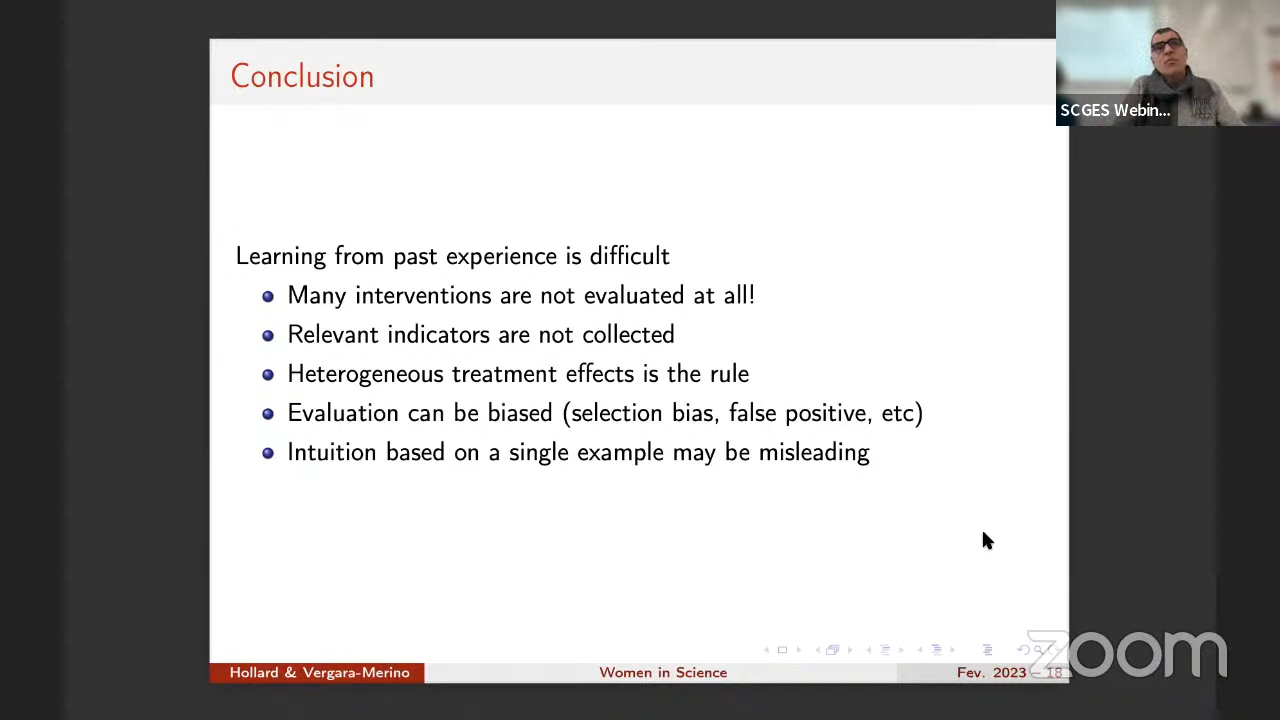 Conclusion
SCGES Webin...
Learning from past experience is difficult
Many interventions are not evaluated at all!
Relevant indicators are not collected
Heterogeneous treatment effects is the rule
Evaluation can be biased (selection bias, false positive, etc)
Intuition based on a single example may be misleading
zoom
Hollard & Vergara-Merino
Women in Science
Fev. 2023 – 18